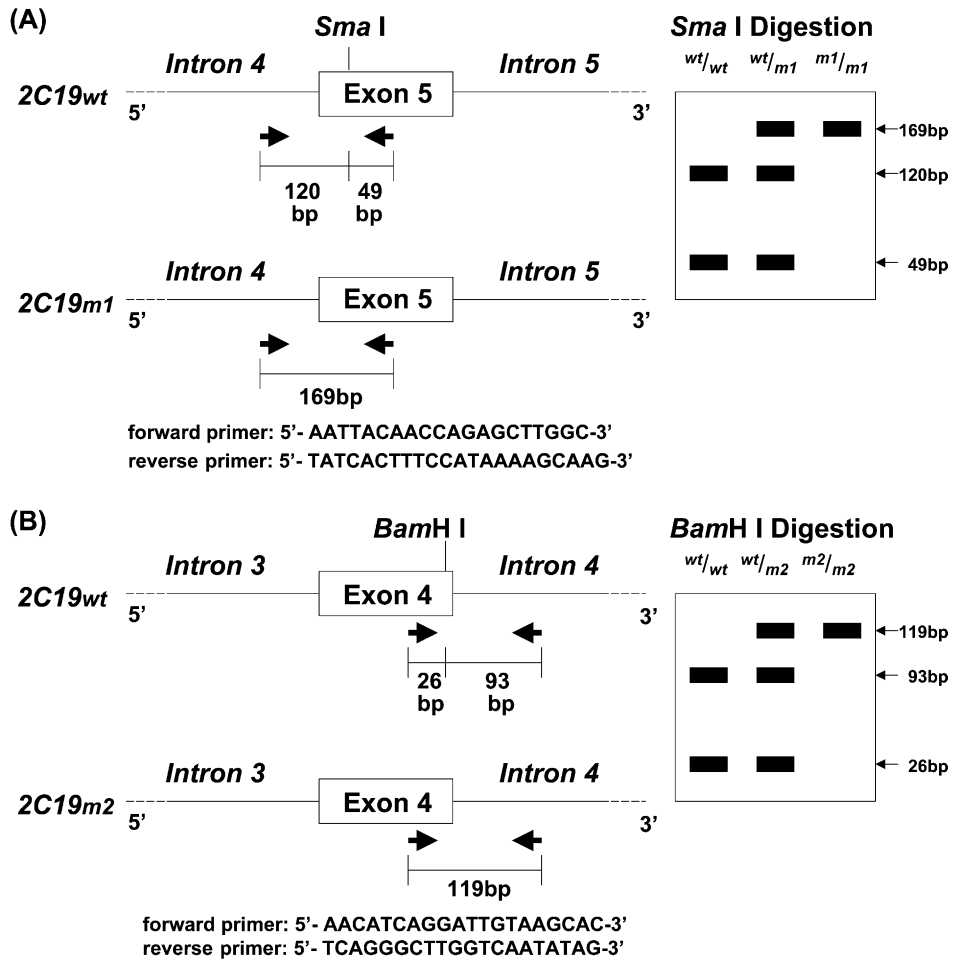 (A)
Sma I
Intron 4 Intron 5
2C19wt Exon 5
5’ 3’
120 49
bp bp
Intron 4 Intron 5
2C19m1 Exon 5
5’ 3’
169bp
forward primer: 5’- AATTACAACCAGAGCTTGGC-3’
reverse primer: 5’- TATCACTTTCCATAAAAGCAAG-3’
Sma I Digestion
wt/wt wt/m1 m1/m1
169bp
120bp
49bp
(B)
BamH I
Intron 3 Intron 4
2C19wt Exon 4
5’ 3’
26 93
bp bp
Intron 3 Intron 4
2C19m2 Exon 4
5’ 3’
119bp
forward primer: 5’- AACATCAGGATTGTAAGCAC-3’
reverse primer: 5’- TCAGGGCTTGGTCAATATAG-3’
BamH I Digestion
wt/wt wt/m2 m2/m2
119bp
93bp
26bp